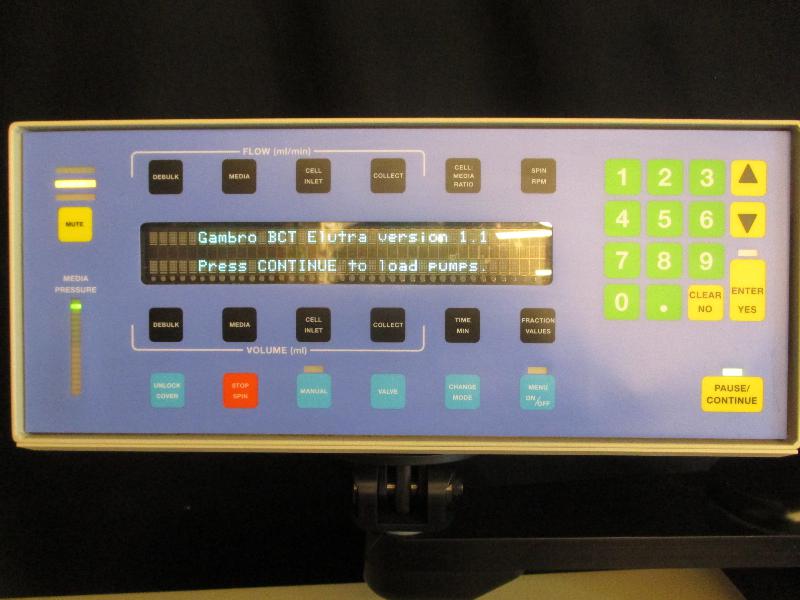 FLOW (ml/min)
DEBULK
MEDIA
CELL
INLET
COLLECT
CELL:
MEDIA
RATIO
SPIN
RPM
1 2 3
MUTE
4 5 6
Gambro BCT Elutra version 1.1
Press CONTINUE to load pumps.
7 8 9
MEDIA
PRESSURE
0 .
CLEAR
NO
ENTER
YES
DEBULK
MEDIA
CELL
INLET
COLLECT
TIME
MIN
FRACTION
VALUES
VOLUME (ml)
UNLOCK
COVER
STOP
SPIN
MANUAL
VALVE
CHANGE
MODE
MENU
ON/OFF
PAUSE/
CONTINUE